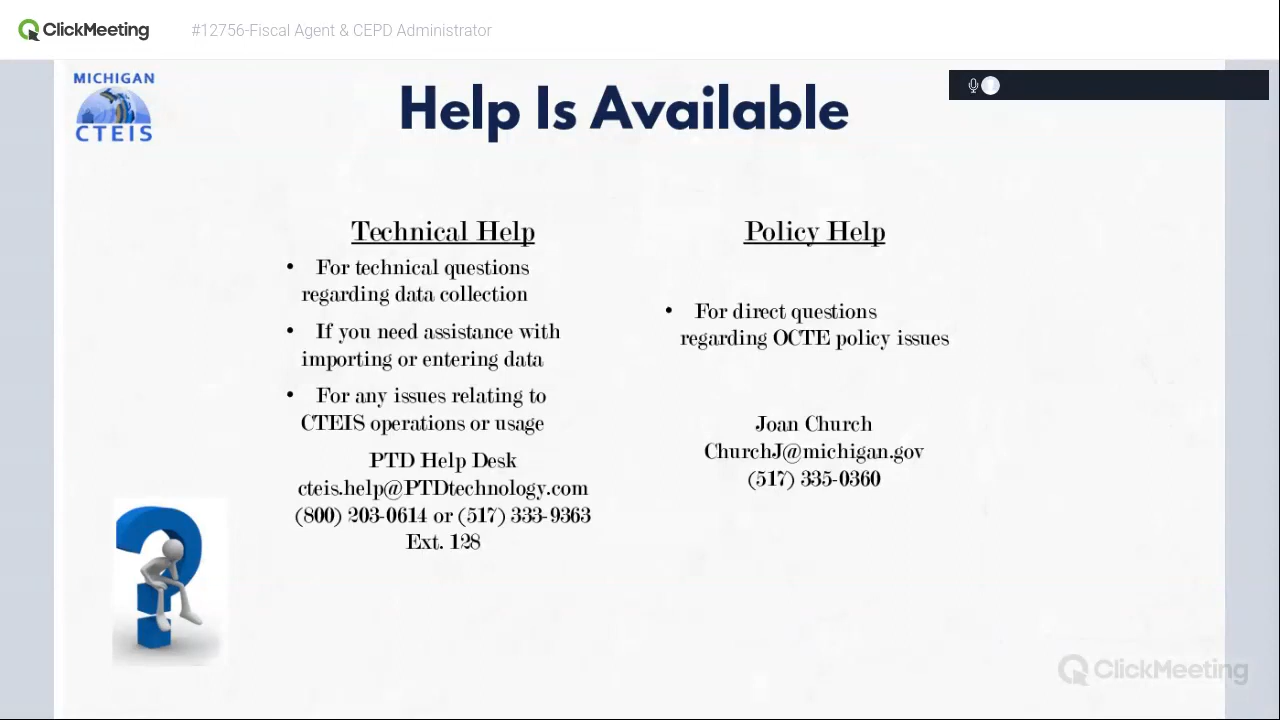 ClickMeeting
#12756-Fiscal Agent & CEPD Administrator
MICHIGAN
CTEIS
Help Is Available
Technical Help
• For technical questions
regarding data collection
• If you need assistance with
importing or entering data
• For any issues relating to
CTEIS operations or usage
PTD Help Desk
cteis.help@PTDtechnology.com
(800) 203-0614 or (517) 333-9363
Ext. 128
Policy Help
• For direct questions
regarding OCTE policy issues
Joan Church
ChurchJ@michigan.gov
(517) 335-0360
ClickMeeting